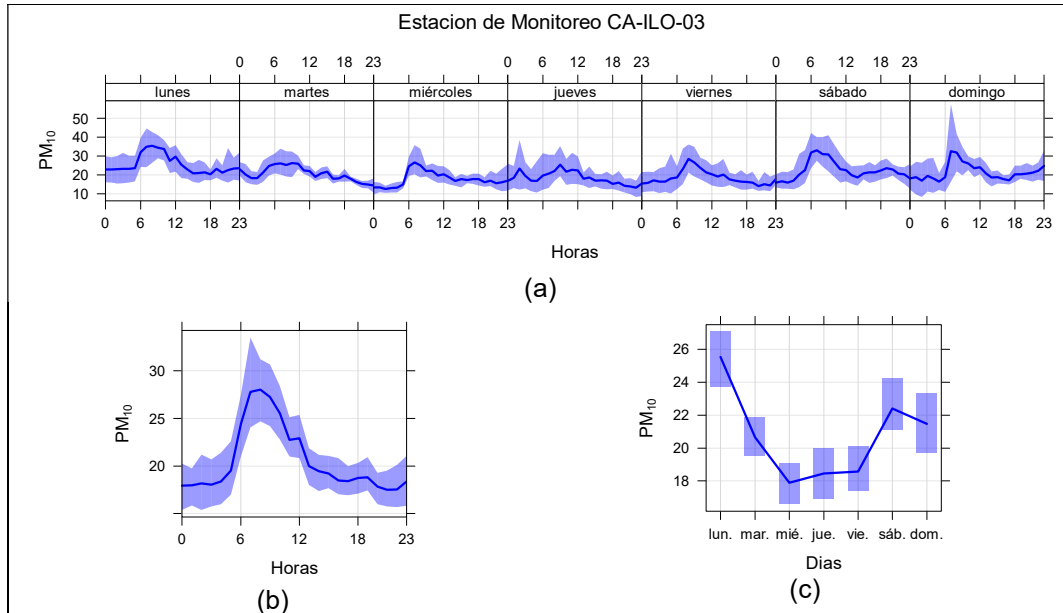 Estacion de Monitoreo CA-ILO-03
0 6 12 18 23 0 6 12 18 23 0 6 12 18 23
lunes martes miércoles jueves viernes sábado domingo
PM₁₀
50
40
30
20
10
0 6 12 23 0 6 12 18 23 0 6 12 18 23 0 6 12 23
Horas
(a)
PM₁₀
30
25
20
0 6 12 23
Horas
(b)
PM₁₀
26
24
22
20
18
lun. mar. mié. jue. vie. sáb. dom.
Dias
(c)